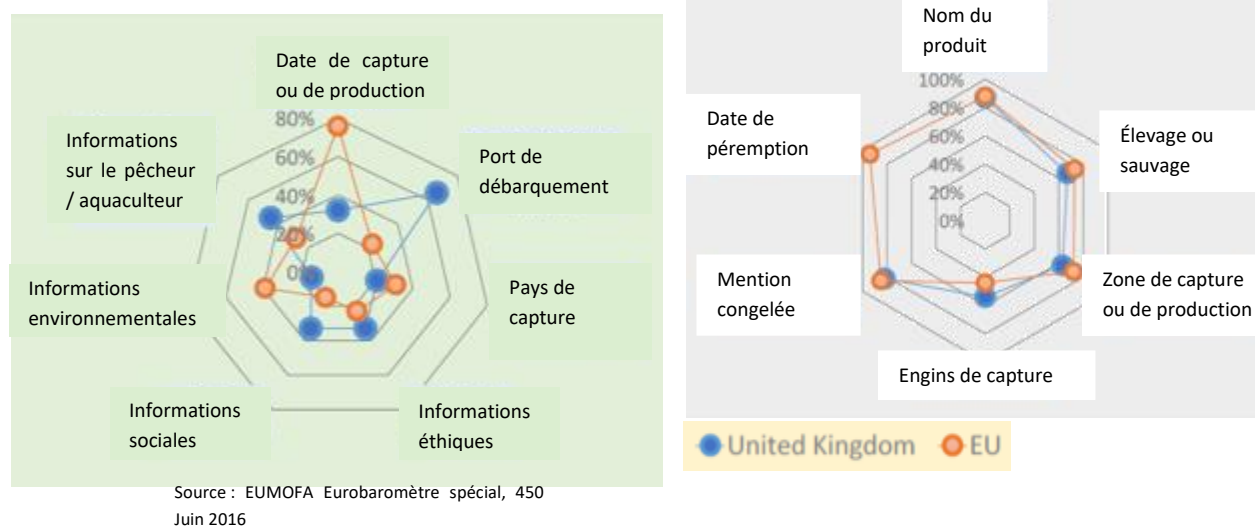 Date de capture
ou de production
80%
60%
40%
20%
0%
Informations
sur le pêcheur
/ aquaculteur
Port de
débarquement
Informations
environnementales
Pays de
capture
Informations
sociales
Informations
éthiques
Source : EUMOFA Eurobaromètre spécial, 450
Juin 2016
Nom du
produit
100%
80%
60%
40%
20%
0%
Date de
péremption
Élevage ou
sauvage
Mention
congelée
Zone de capture
ou de production
Engins de capture
United Kingdom EU